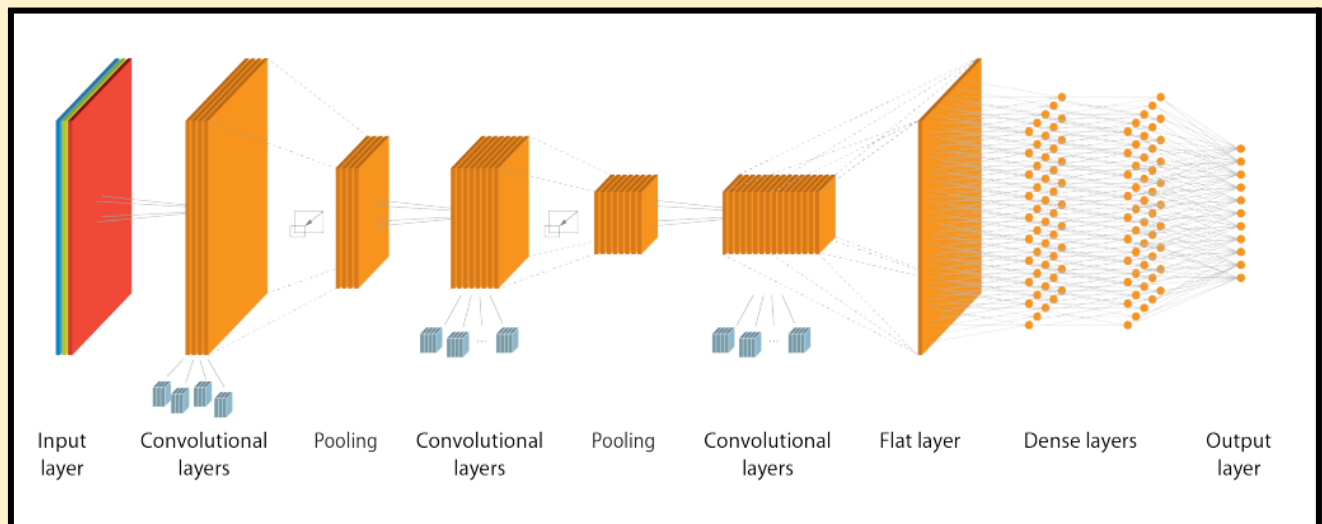 Input layer
Convolutional layers
Pooling
Convolutional layers
Pooling
Convolutional layers
Flat layer
Dense layers
Output layer